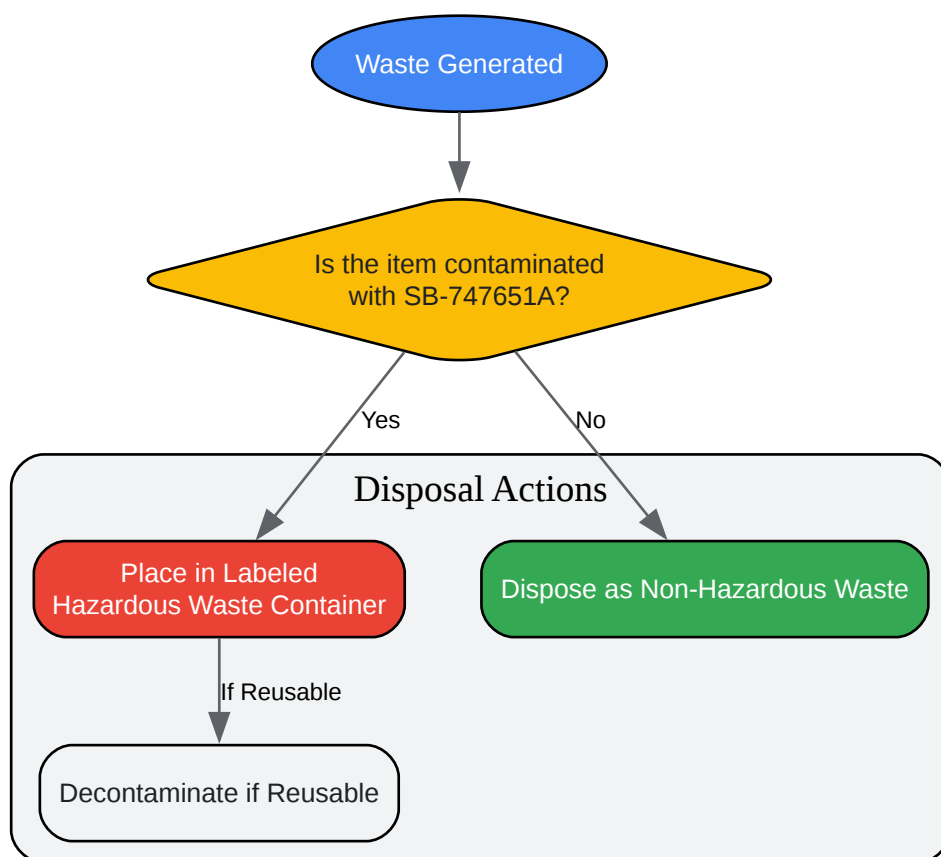 Waste Generated
Is the item contaminated
with SB-747651A?
Yes
No
Disposal Actions
Place in Labeled
Hazardous Waste Container
Dispose as Non-Hazardous Waste
If Reusable
Decontaminate if Reusable